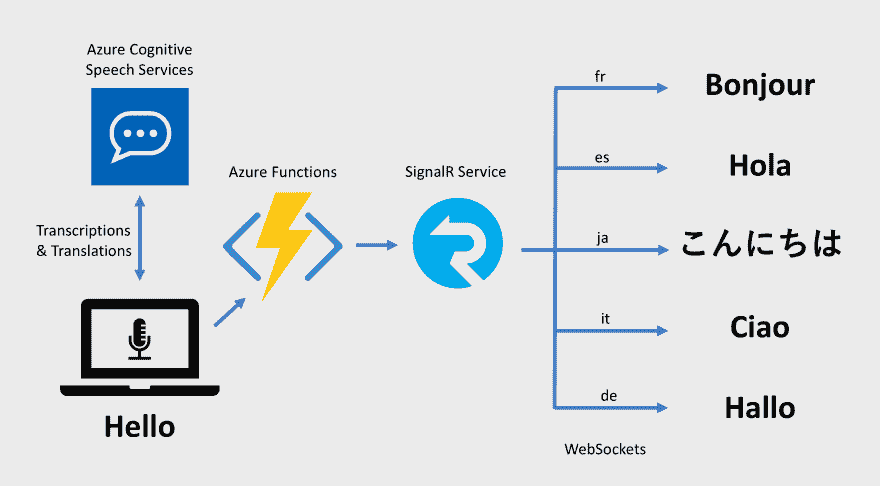 Azure Cognitive
Speech Services
Transcriptions
& Translations
Hello
Azure Functions
SignalR Service
fr
Bonjour
es
Hola
ja
こんにちは
it
Ciao
de
Hallo
WebSockets